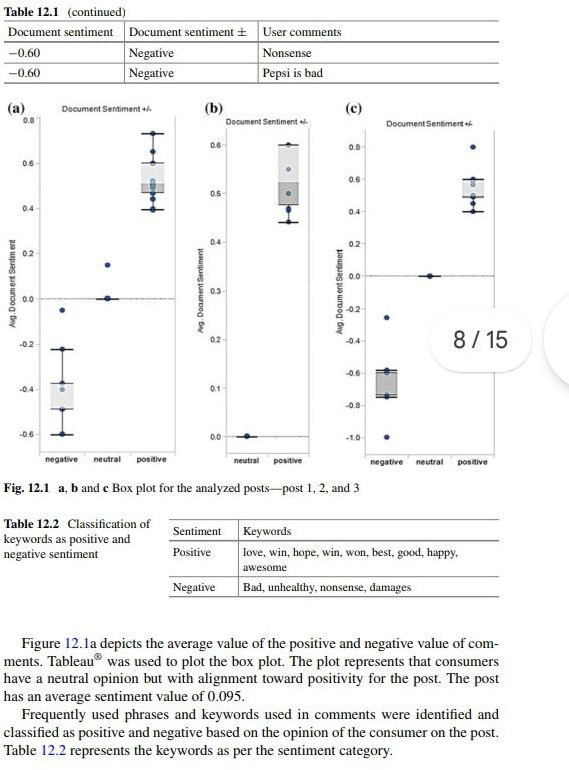 Table 12.1 (continued)
Document sentiment Document sentiment ± User comments
−0.60 Negative Nonsense
−0.60 Negative Pepsi is bad
(a)
Document Sentiment +/-
0.8
0.6
0.4
0.2
0.0
-0.2
-0.4
-0.6
Avg. Document Sentiment
negative neutral positive
(b)
Document Sentiment +/-
0.6
0.5
0.4
0.3
0.2
0.1
0.0
Avg. Document Sentiment
neutral positive
(c)
Document Sentiment +/-
0.8
0.6
0.4
0.2
0.0
-0.2
-0.4
-0.6
-0.8
-1.0
Avg. Document Sentiment
negative neutral positive
8 / 15
Fig. 12.1 a, b and c Box plot for the analyzed posts—post 1, 2, and 3
Table 12.2 Classification of
keywords as positive and
negative sentiment
Sentiment Keywords
Positive love, win, hope, win, won, best, good, happy,
awesome
Negative Bad, unhealthy, nonsense, damages
Figure 12.1a depicts the average value of the positive and negative value of com-
ments. Tableau® was used to plot the box plot. The plot represents that consumers
have a neutral opinion but with alignment toward positivity for the post. The post
has an average sentiment value of 0.095.
Frequently used phrases and keywords used in comments were identified and
classified as positive and negative based on the opinion of the consumer on the post.
Table 12.2 represents the keywords as per the sentiment category.